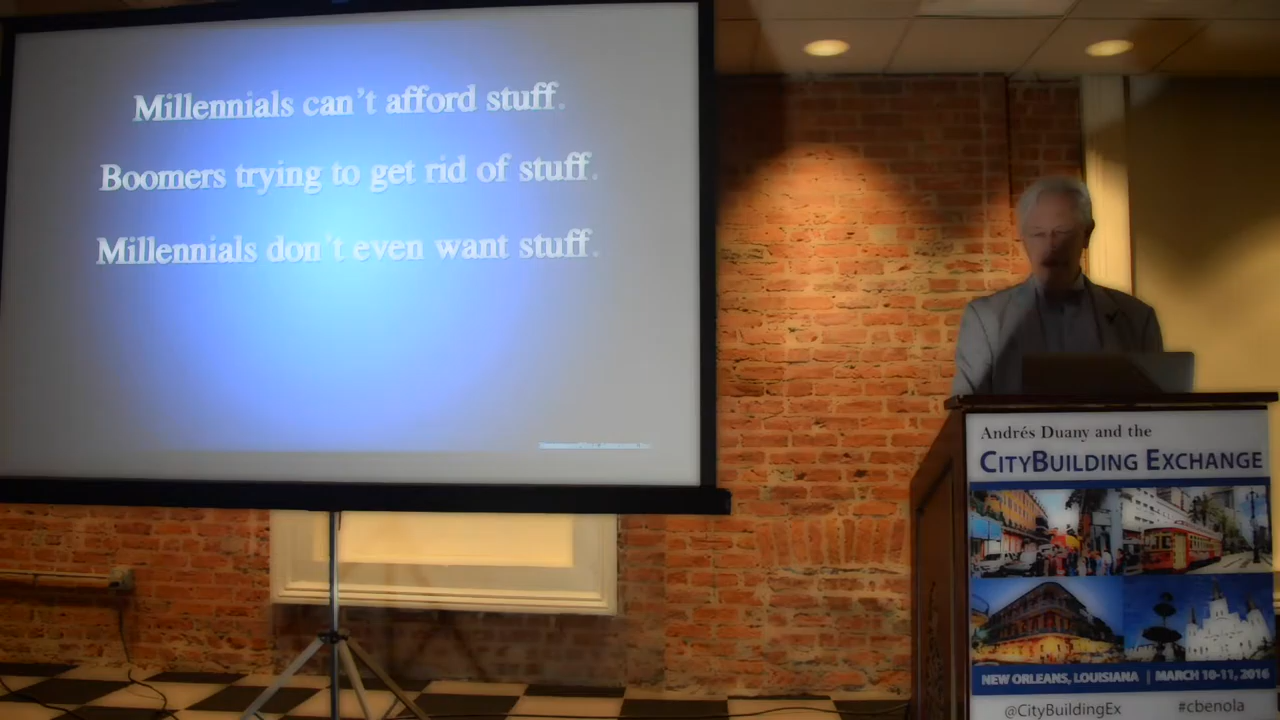 Millennials can't afford stuff.
Boomers trying to get rid of stuff.
Millennials don't even want stuff.
Andrés Duany and the
CITYBUILDING EXCHANGE
NEW ORLEANS, LOUISIANA | MARCH 10-11, 2016
@CityBuildingEx #cbenola